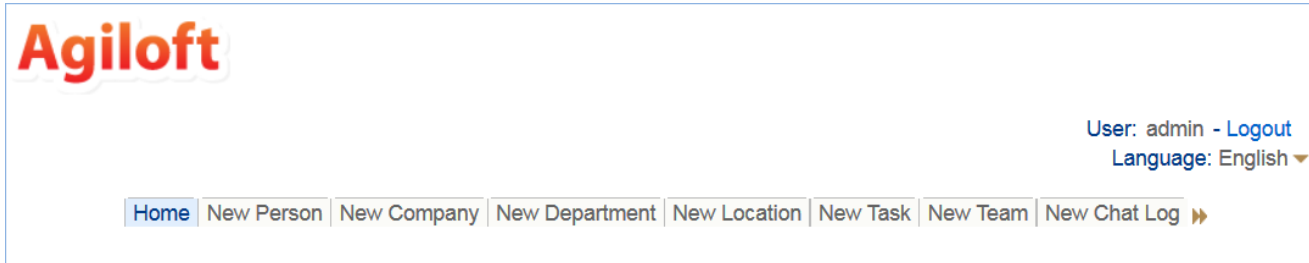 Agiloft
User: admin - Logout
Language: English
Home New Person New Company New Department New Location New Task New Team New Chat Log